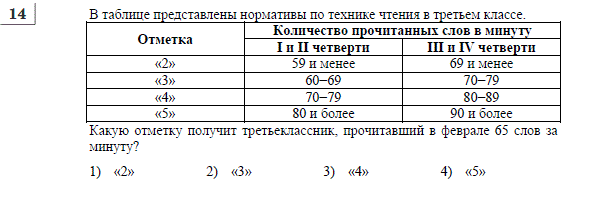 14
В таблице представлены нормативы по технике чтения в третьем классе.
Отметка Количество прочитанных слов в минуту
I и II четверти III и IV четверти
«2» 59 и менее 69 и менее
«3» 60–69 70–79
«4» 70–79 80–89
«5» 80 и более 90 и более
Какую отметку получит третьеклассник, прочитавший в феврале 65 слов за
минуту?
1) «2» 2) «3» 3) «4» 4) «5»